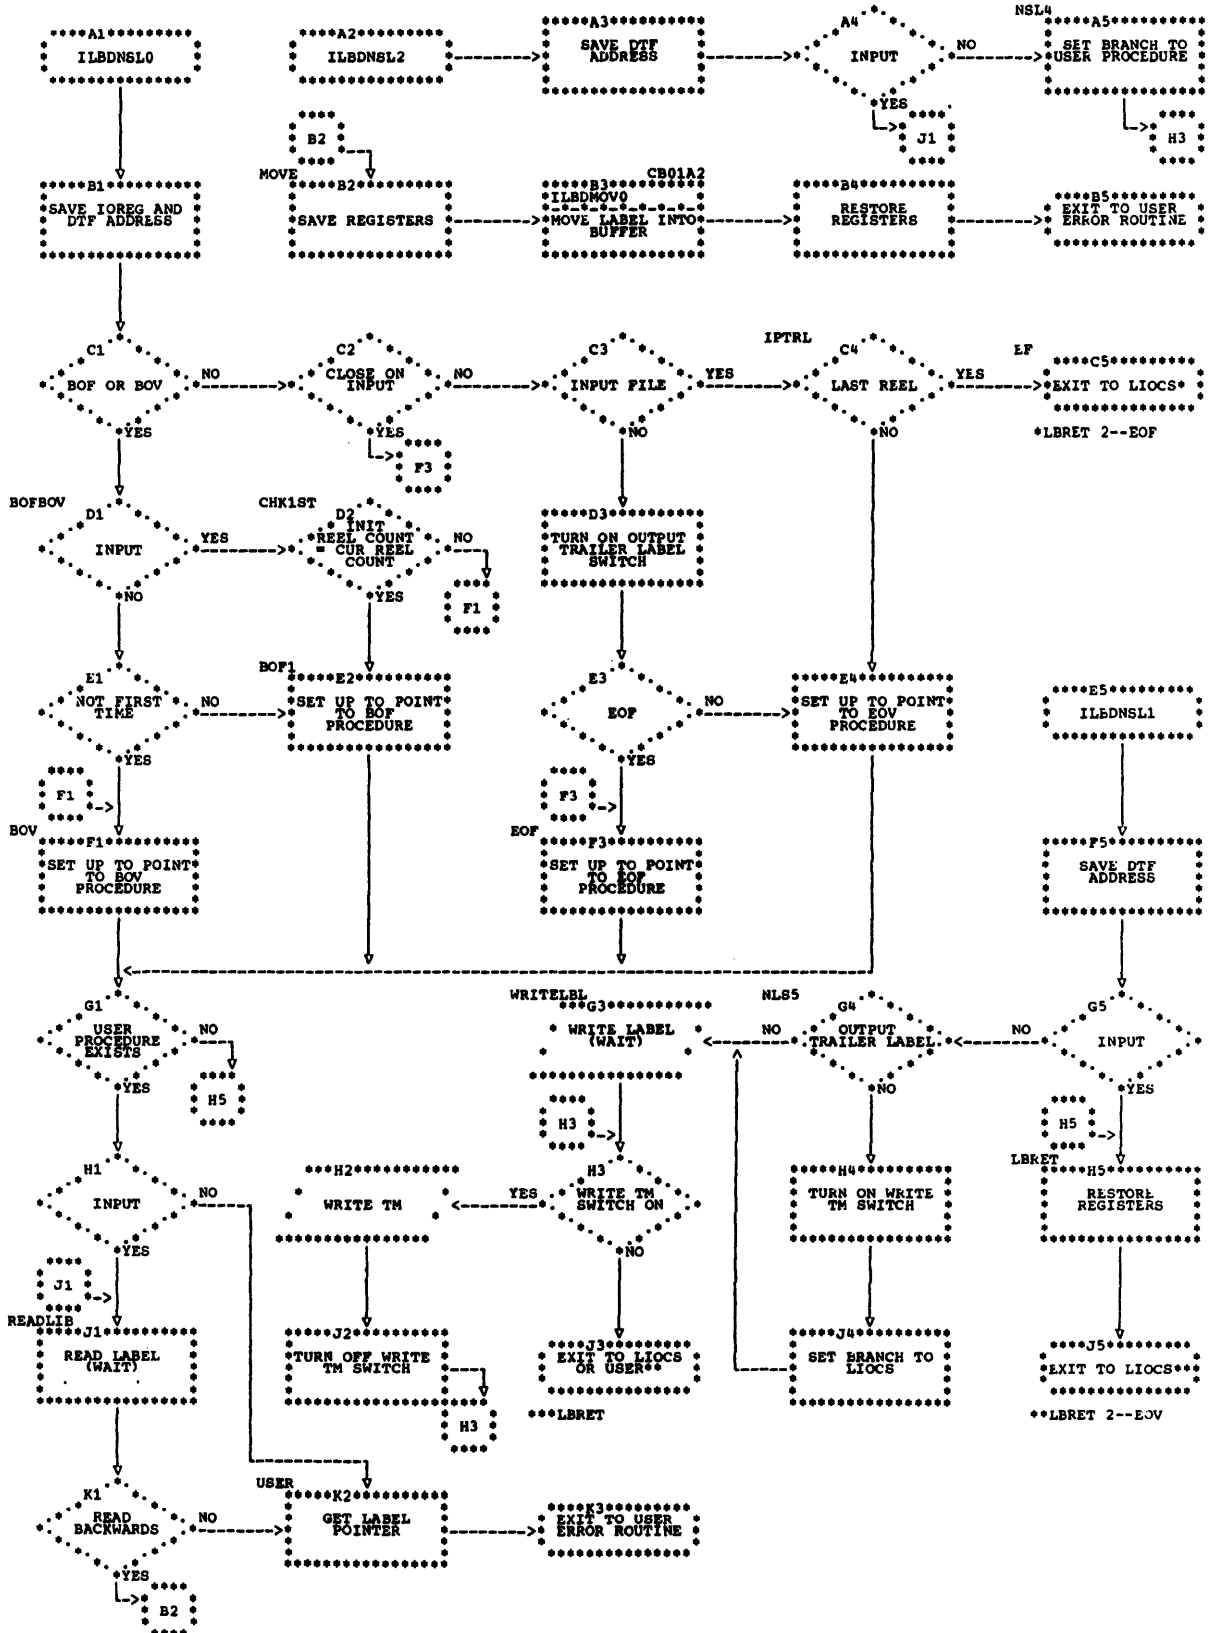 NSL4
A1
ILBDNSL0
A2
ILBDNSL2
A3
SAVE DTF
ADDRESS
A4
INPUT
NO
YES
J1
A5
SET BRANCH TO
USER PROCEDURE
H3
B2
MOVE
CB01A2
B1
SAVE IOREG AND
DTF ADDRESS
B2
SAVE REGISTERS
B3
ILBDMOV0
MOVE LABEL INTO
BUFFER
B4
RESTORE
REGISTERS
B5
EXIT TO USER
ERROR ROUTINE
C1
BOF OR BOV
NO
YES
C2
CLOSE ON
INPUT
NO
YES
F3
C3
INPUT FILE
YES
NO
IPTRL
C4
LAST REEL
YES
NO
EF
C5
EXIT TO LIOCS*
*LBRET 2--EOF
BOFBOV
D1
INPUT
YES
NO
CHK1ST
D2
INIT
REEL COUNT
= CUR REEL
COUNT
NO
YES
F1
D3
TURN ON OUTPUT
TRAILER LABEL
SWITCH
E1
NOT FIRST
TIME
NO
YES
BOF1
E2
SET UP TO POINT
TO BOF
PROCEDURE
E3
EOF
NO
YES
E4
SET UP TO POINT
TO EOV
PROCEDURE
E5
ILBDNSL1
F1
F3
BOV
F1
SET UP TO POINT
TO BOV
PROCEDURE
EOF
F3
SET UP TO POINT
TO EOF
PROCEDURE
F5
SAVE DTF
ADDRESS
G1
USER
PROCEDURE
EXISTS
NO
YES
H5
WRITELBL
G3
WRITE LABEL
(WAIT)
NO
NLS5
G4
OUTPUT
TRAILER LABEL
NO
NO
G5
INPUT
YES
H3
H5
H1
INPUT
NO
YES
H2
WRITE TM
YES
H3
WRITE TM
SWITCH ON
NO
H4
TURN ON WRITE
TM SWITCH
LBRET
H5
RESTORE
REGISTERS
J1
READLIB
J1
READ LABEL
(WAIT)
J2
TURN OFF WRITE
TM SWITCH
H3
J3
EXIT TO LIOCS
OR USER**
***LBRET
J4
SET BRANCH TO
LIOCS
J5
EXIT TO LIOCS**
**LBRET 2--EOV
K1
READ
BACKWARDS
NO
YES
B2
USER
K2
GET LABEL
POINTER
K3
EXIT TO USER
ERROR ROUTINE